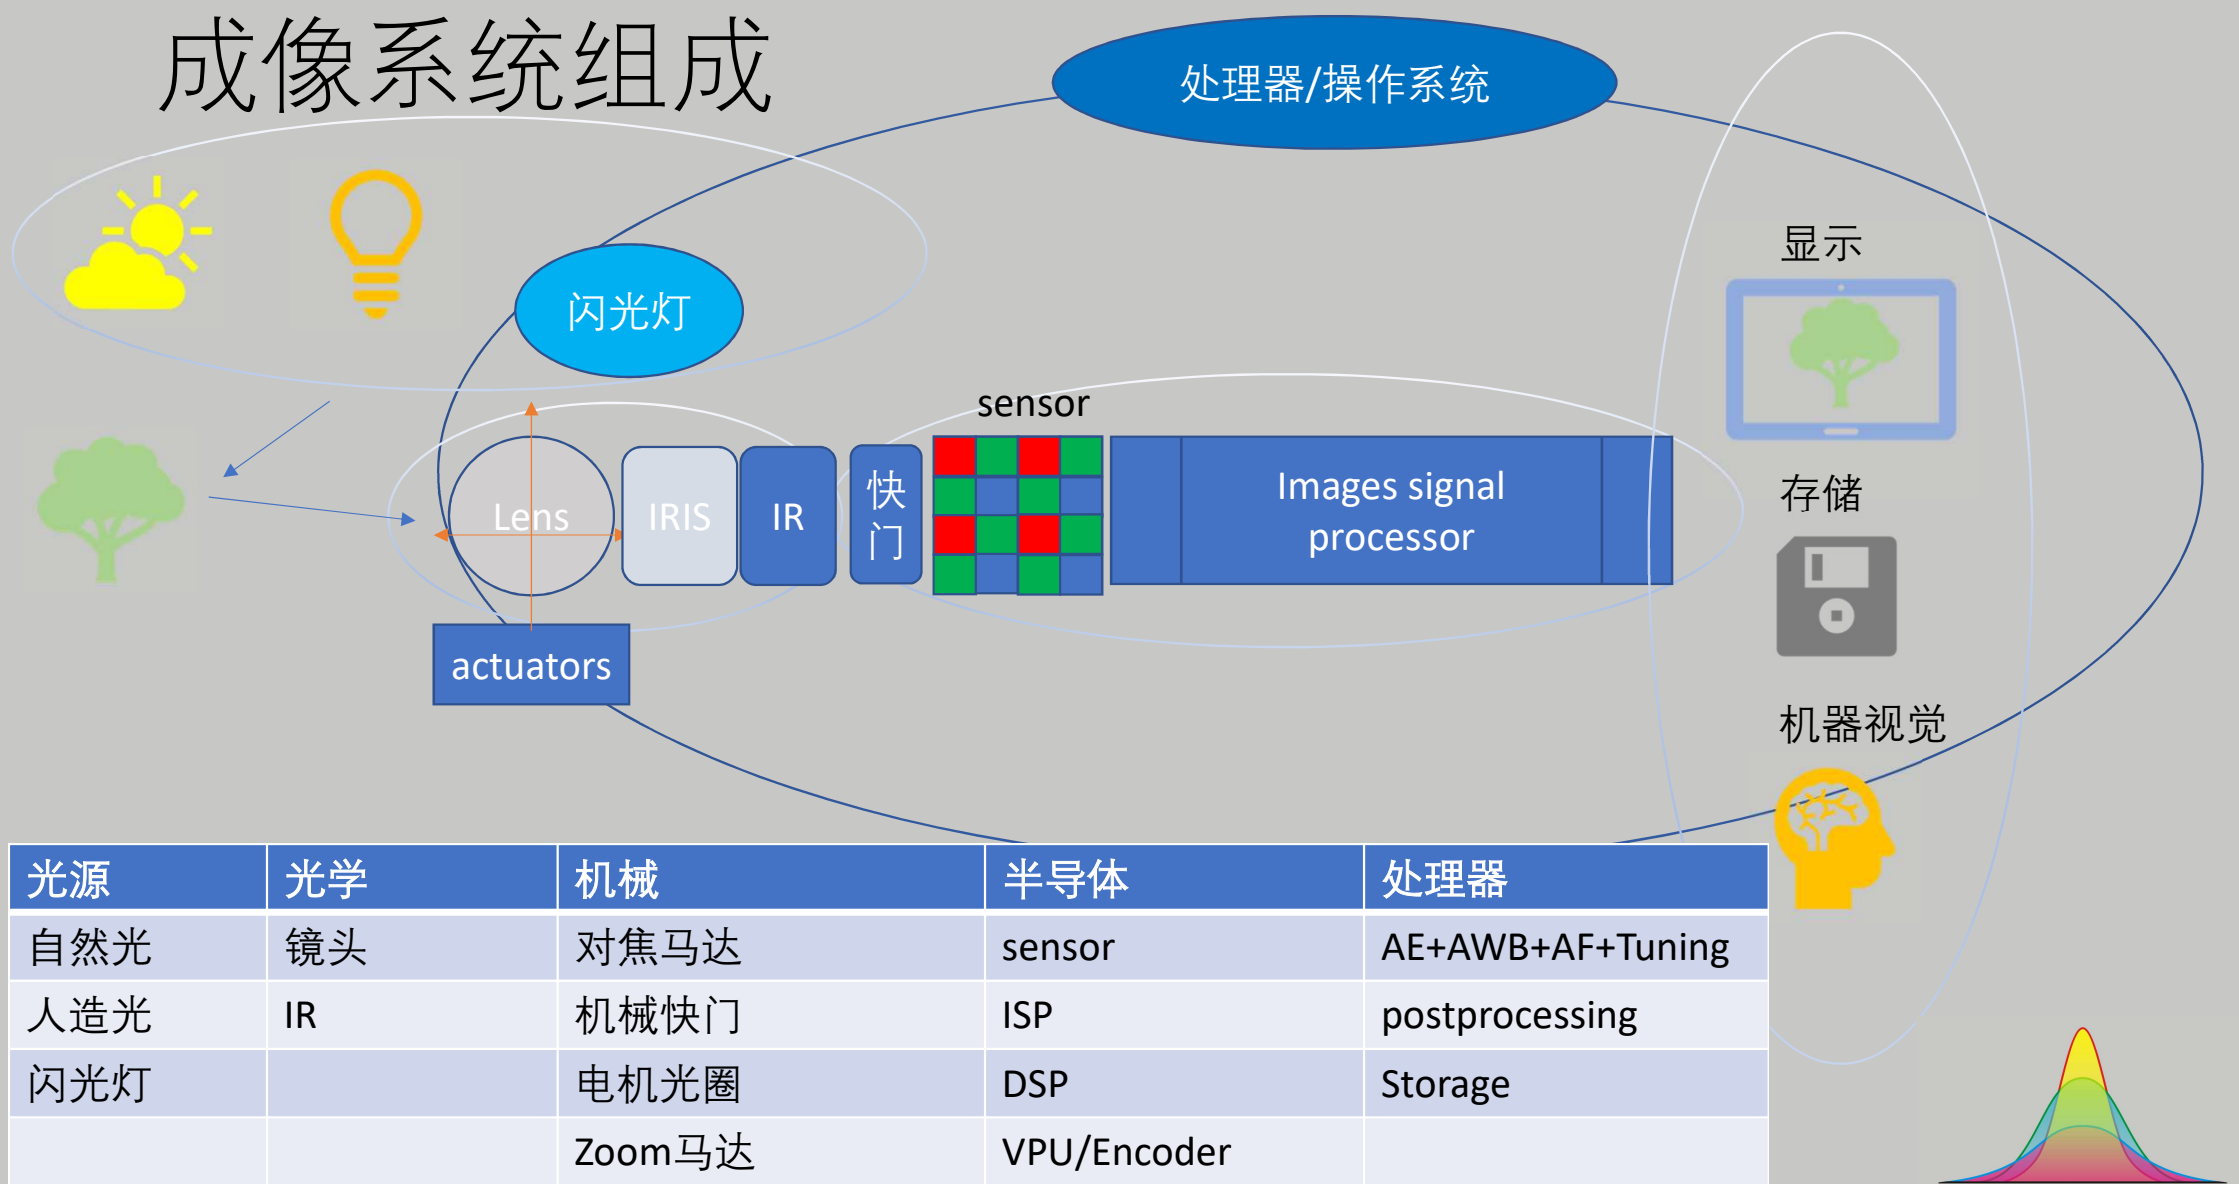 成像系统组成
处理器/操作系统
闪光灯
显示
sensor
Lens
IRIS
IR
快
门
Images signal
processor
存储
actuators
机器视觉
光源 光学 机械 半导体 处理器
自然光 镜头 对焦马达 sensor AE+AWB+AF+Tuning
人造光 IR 机械快门 ISP postprocessing
闪光灯 电机光圈 DSP Storage
Zoom马达 VPU/Encoder